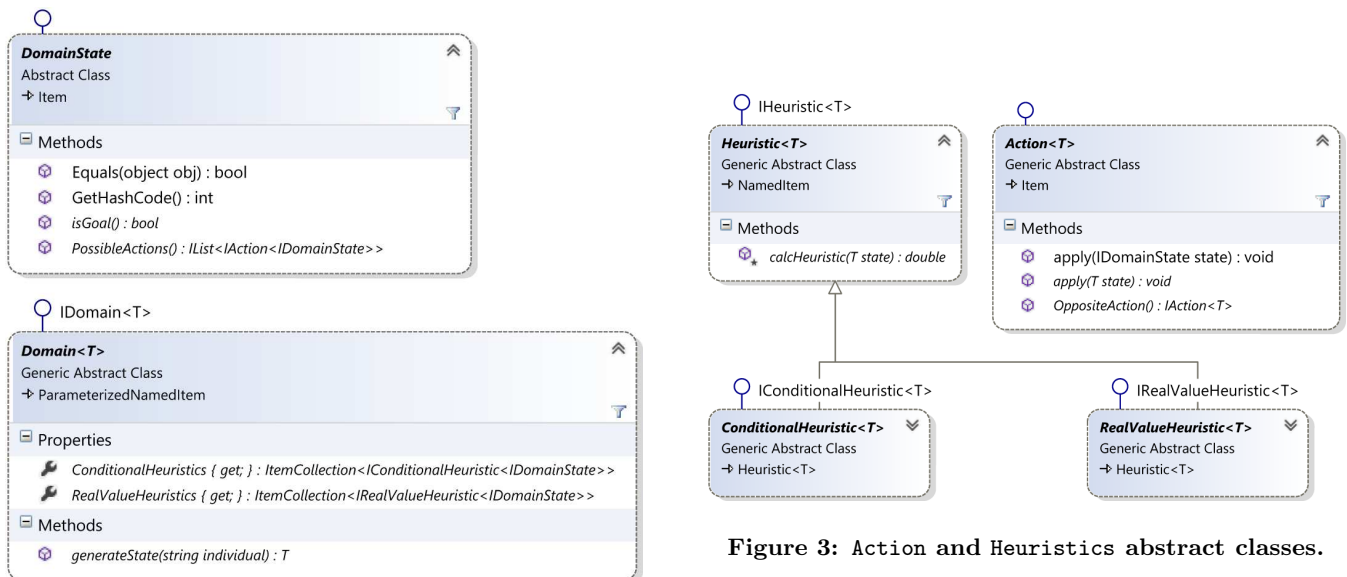 DomainState
Abstract Class
Item
Methods
Equals(object obj) : bool
GetHashCode() : int
isGoal() : bool
PossibleActions() : IList<IAction<IDomainState>>
IDomain<T>
Domain<T>
Generic Abstract Class
ParameterizedNamedItem
Properties
ConditionalHeuristics { get; } : ItemCollection<IConditionalHeuristic<IDomainState>>
RealValueHeuristics { get; } : ItemCollection<IRealValueHeuristic<IDomainState>>
Methods
generateState(string individual) : T
IHeuristic<T>
Heuristic<T>
Generic Abstract Class
NamedItem
Methods
calcHeuristic(T state) : double
Action<T>
Generic Abstract Class
Item
Methods
apply(IDomainState state) : void
apply(T state) : void
OppositeAction() : IAction<T>
IConditionalHeuristic<T>
ConditionalHeuristic<T>
Generic Abstract Class
Heuristic<T>
IRealValueHeuristic<T>
RealValueHeuristic<T>
Generic Abstract Class
Heuristic<T>
Figure 3: Action and Heuristics abstract classes.